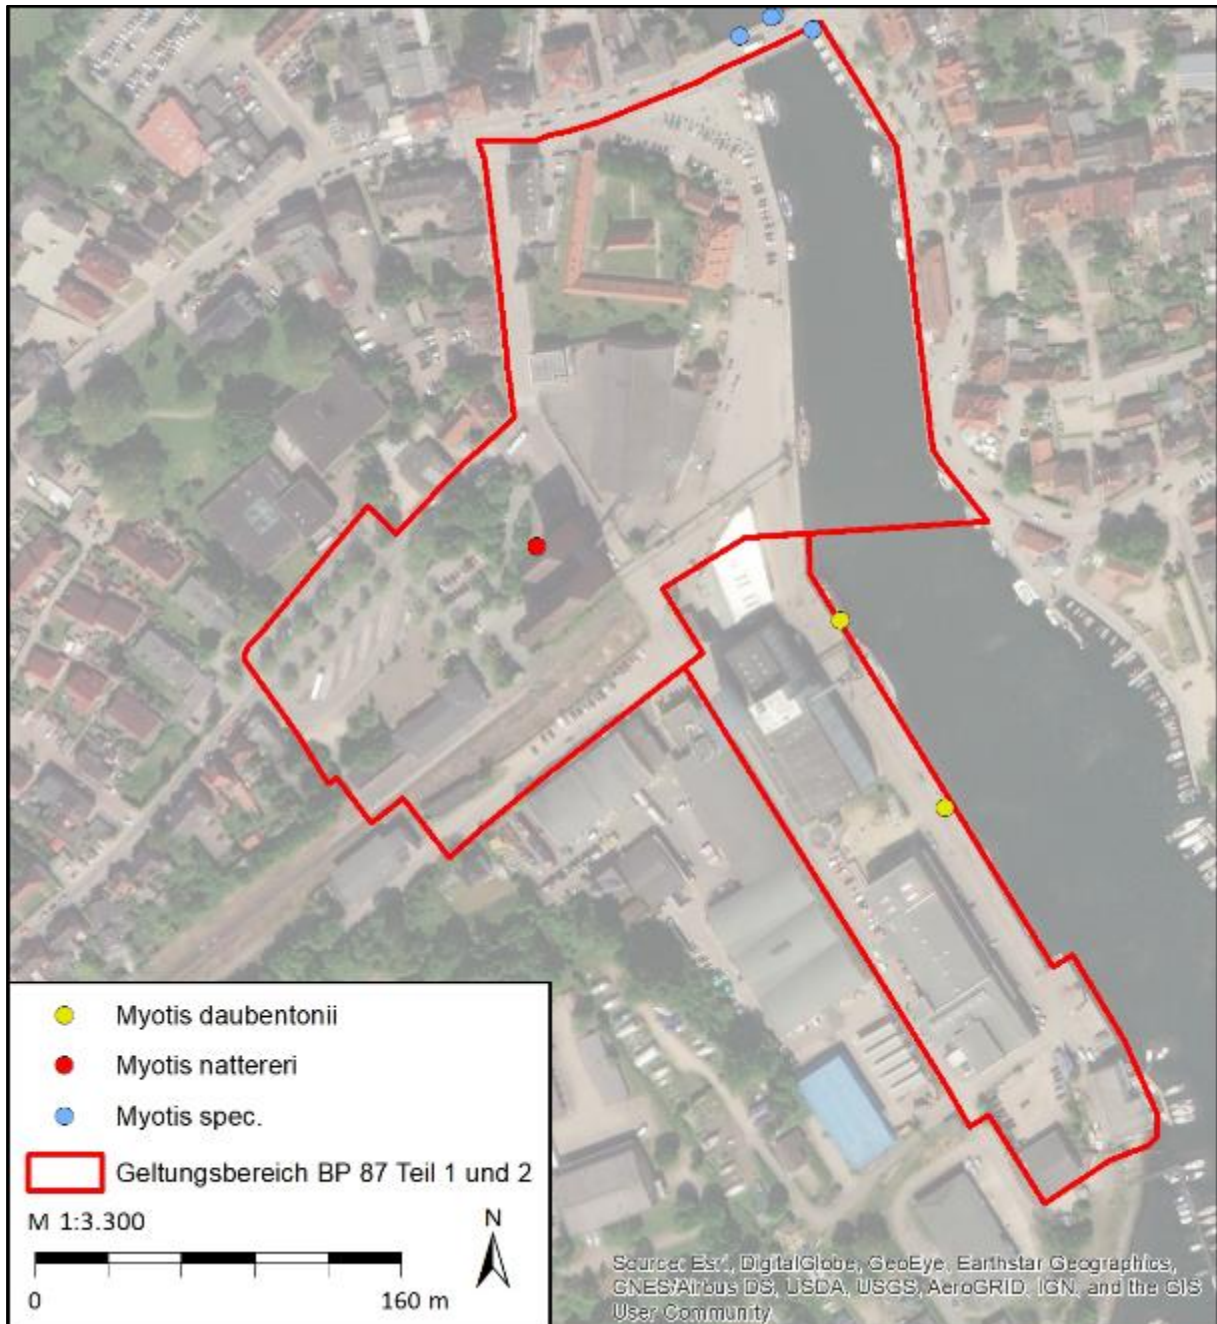 Myotis daubentonii
Myotis nattereri
Myotis spec.
Geltungsbereich BP 87 Teil 1 und 2
M 1:3.300
N
0 160 m
Source: Esri, DigitalGlobe, GeoEye, Earthstar Geographics,
CNES/Airbus DS, USDA, USGS, AeroGRID, IGN, and the GIS
User Community